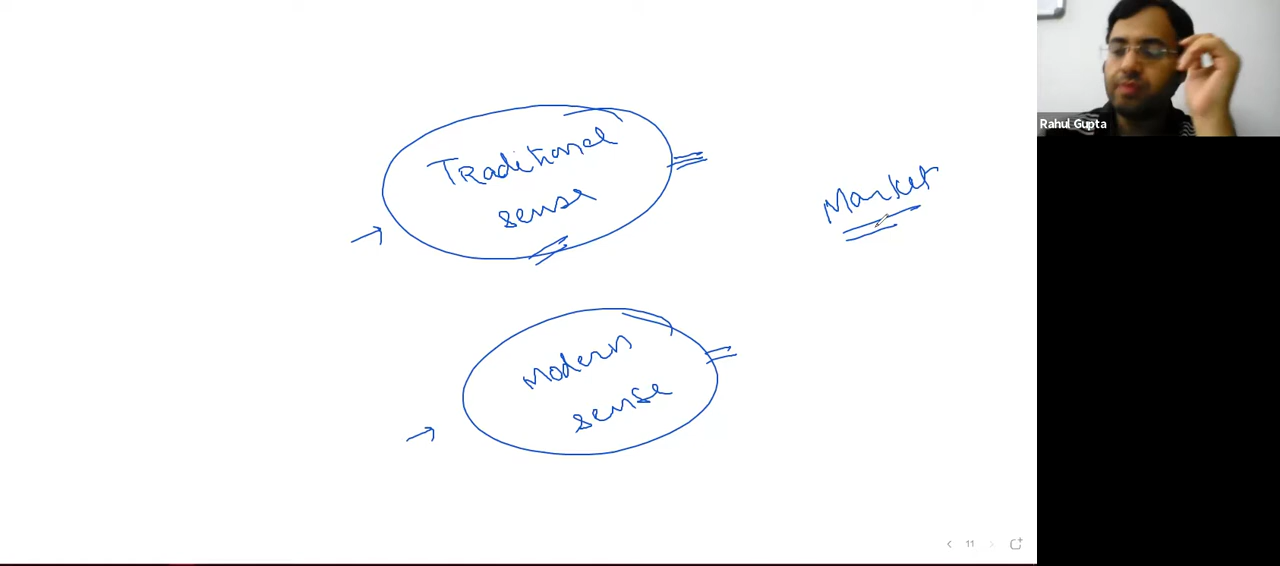 Rahul Gupta
Traditional
sense
Market
Modern
sense
11